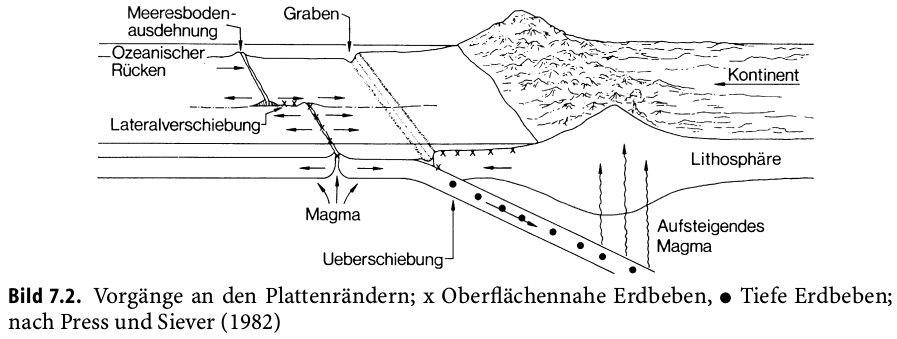 Meeresboden-
ausdehnung
Graben
Ozeanischer
Rücken
Kontinent
Lateralverschiebung
Lithosphäre
Magma
Aufsteigendes
Magma
Ueberschiebung
Bild 7.2. Vorgänge an den Plattenrändern; x Oberflächennahe Erdbeben, ● Tiefe Erdbeben;
nach Press und Siever (1982)